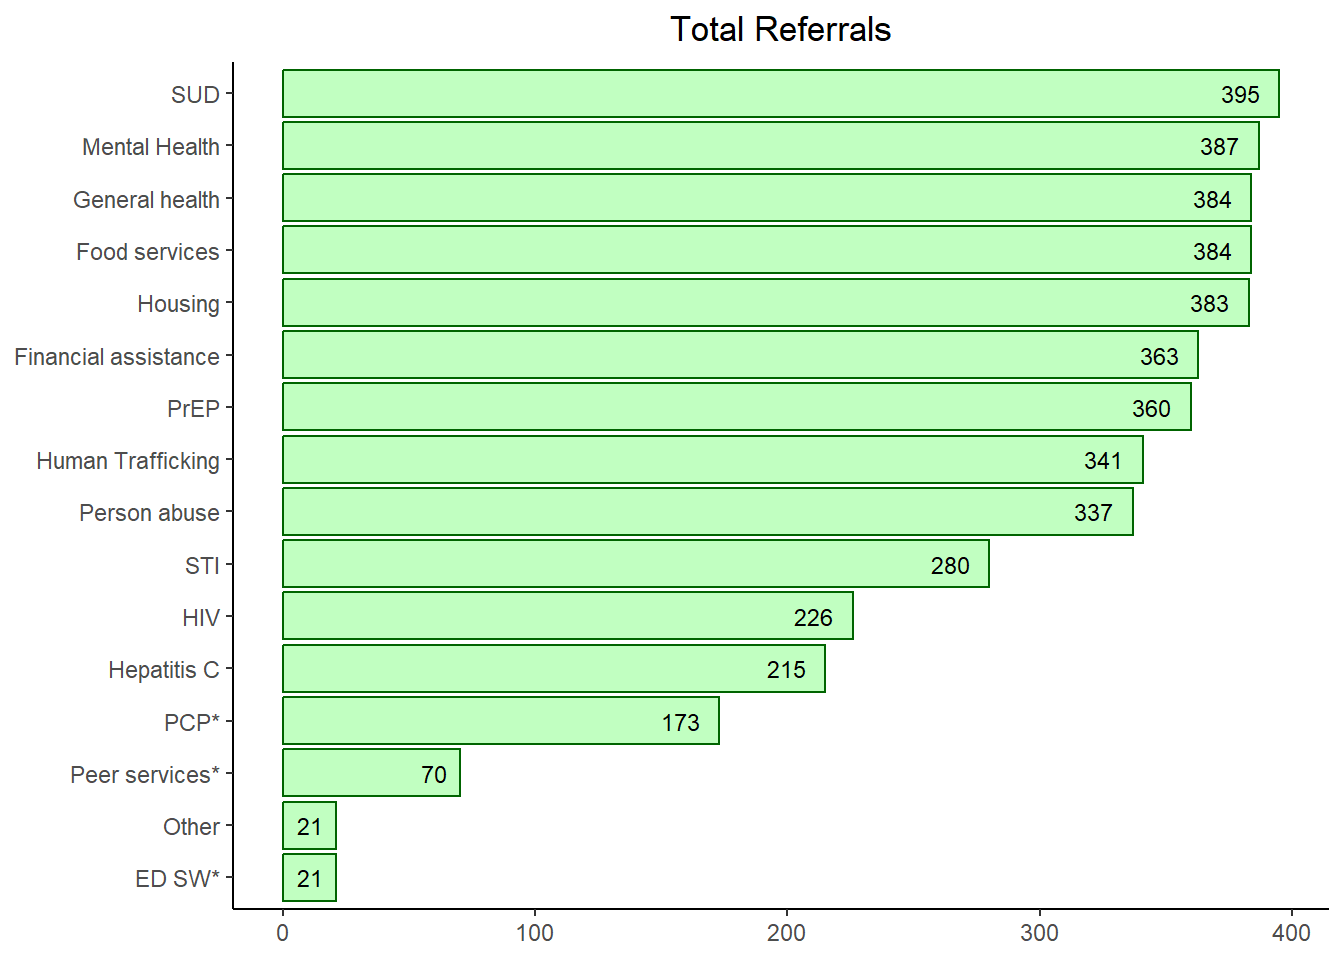 Total Referrals
SUD 395
Mental Health 387
General health 384
Food services 384
Housing 383
Financial assistance 363
PrEP 360
Human Trafficking 341
Person abuse 337
STI 280
HIV 226
Hepatitis C 215
PCP* 173
Peer services* 70
Other 21
ED SW* 21
0 100 200 300 400